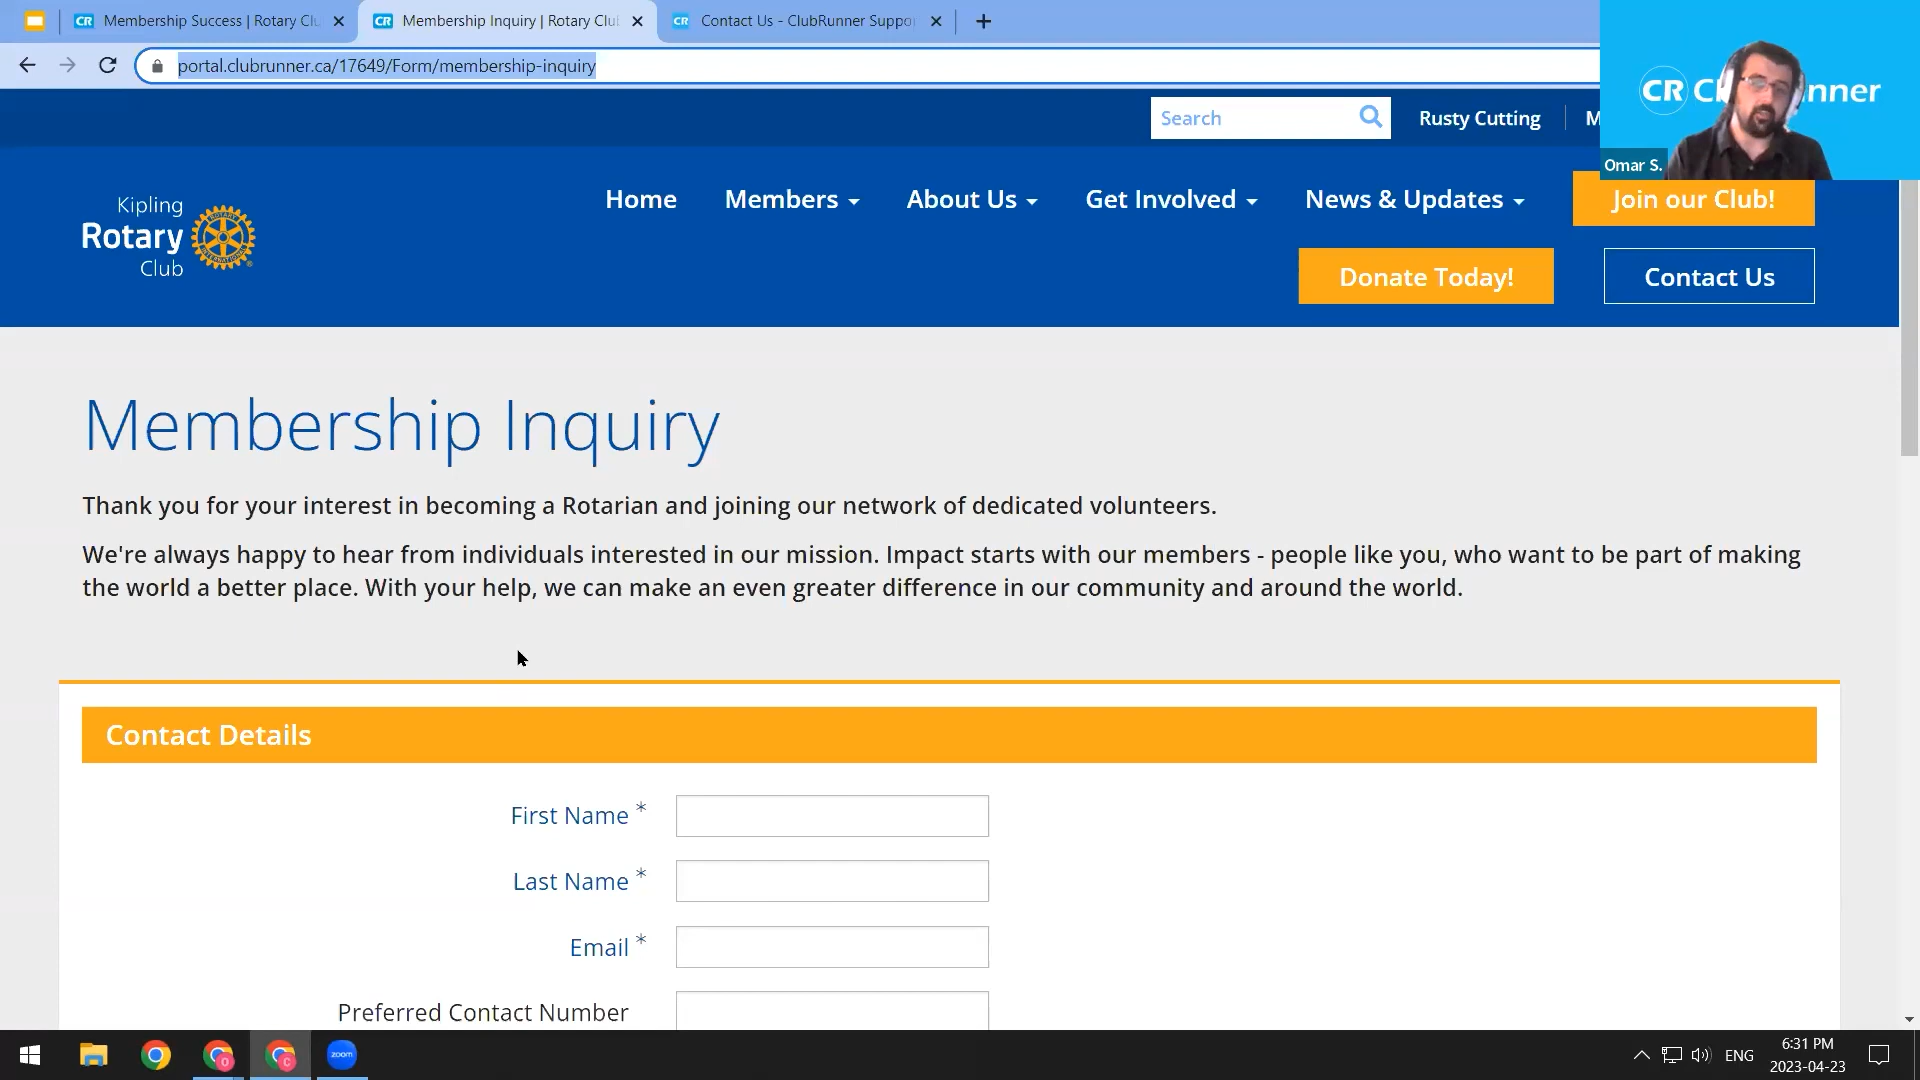 Membership Success | Rotary Clu
Membership Inquiry | Rotary Club
Contact Us - ClubRunner Suppor
portal.clubrunner.ca/17649/Form/membership-inquiry
Search
Rusty Cutting
M
CR
nner
Omar S.
Kipling
Rotary
Club
Home
Members
About Us
Get Involved
News & Updates
Join our Club!
Donate Today!
Contact Us
Membership Inquiry
Thank you for your interest in becoming a Rotarian and joining our network of dedicated volunteers.
We're always happy to hear from individuals interested in our mission. Impact starts with our members - people like you, who want to be part of making
the world a better place. With your help, we can make an even greater difference in our community and around the world.
Contact Details
First Name *
Last Name *
Email *
Preferred Contact Number
zoom
ENG
6:31 PM
2023-04-23